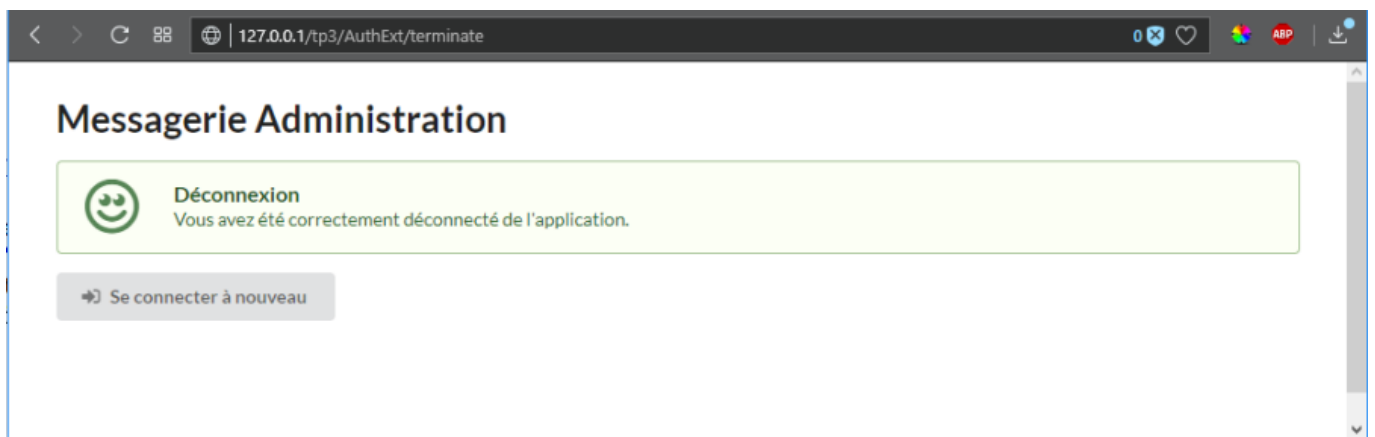 127.0.0.1/tp3/AuthExt/terminate
0
ABP
Messagerie Administration
Déconnexion
Vous avez été correctement déconnecté de l'application.
Se connecter à nouveau